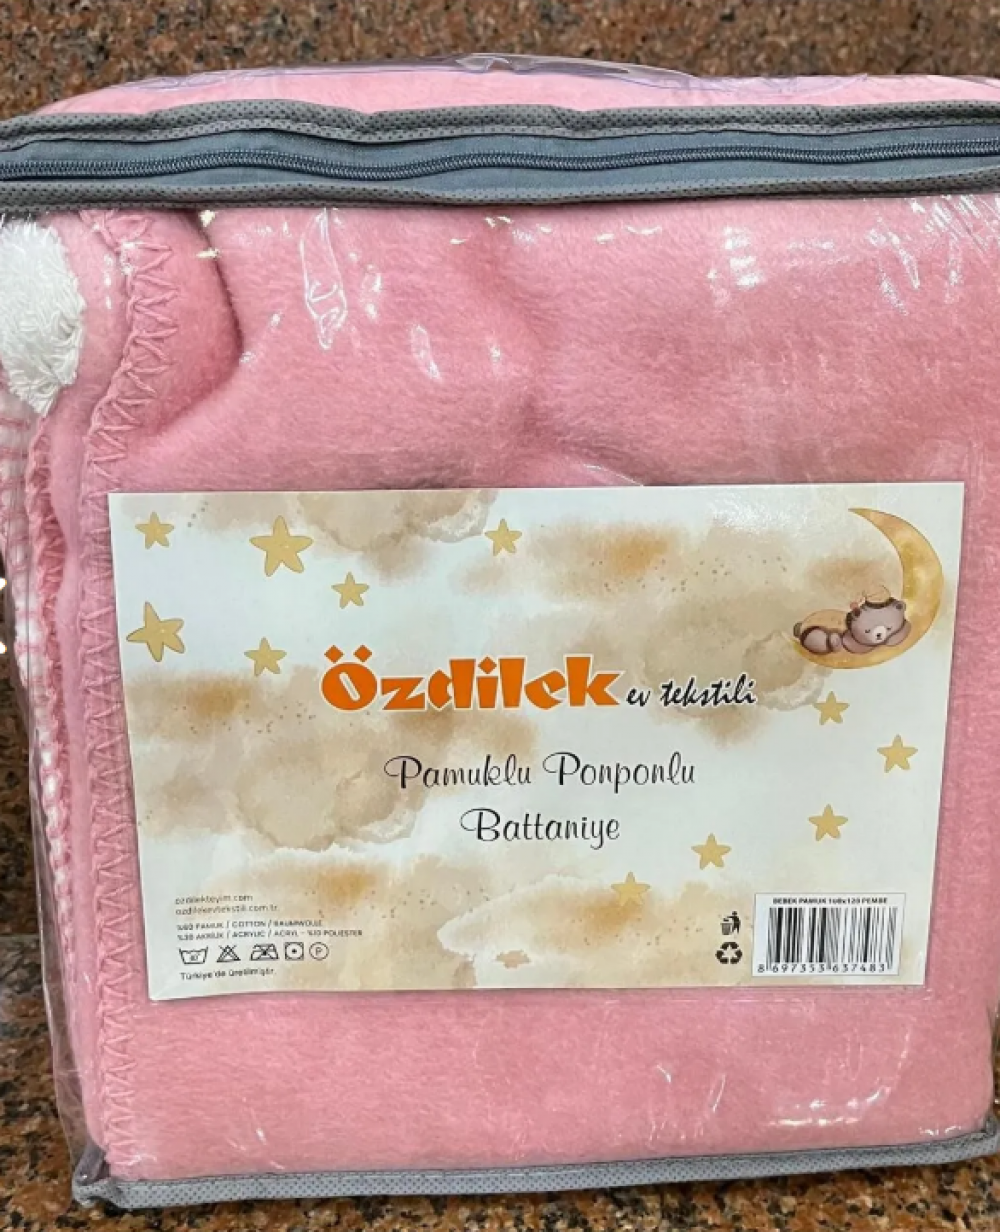 Özdilek ev tekstili
Pamuklu Ponponlu
Battaniye
ozdilekteyim.com
ozdilekevtekstili.com.tr
%60 PAMUK / COTTON / BAUMWOLLE
%30 AKRİLİK / ACRYLIC / ACRYL - %10 POLIESTER
P
Türkiye'de üretilmiştir.
BEBEK PAMUK 100x120 PEMBE
8 697353 637483